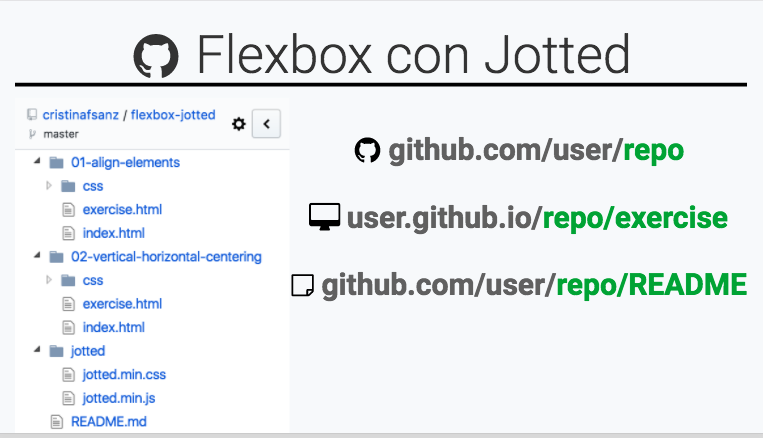 Flexbox con Jotted
cristinafsanz / flexbox-jotted
master
01-align-elements
css
exercise.html
index.html
02-vertical-horizontal-centering
css
exercise.html
index.html
jotted
jotted.min.css
jotted.min.js
README.md
github.com/user/repo
user.github.io/repo/exercise
github.com/user/repo/README